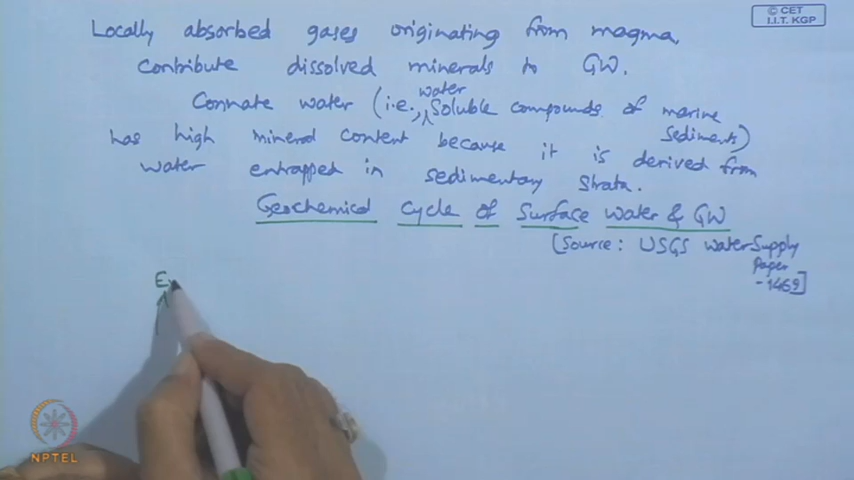 © CET
I.I.T. KGP
Locally absorbed gases originating from magma,
contribute dissolved minerals to GW.
Connate water (i.e., water soluble compounds of marine sediments)
has high mineral content because it is derived from
water entrapped in sedimentary strata.
Geochemical Cycle of Surface Water & GW
[Source: USGS Water Supply
Paper
-1469]
E
NPTEL